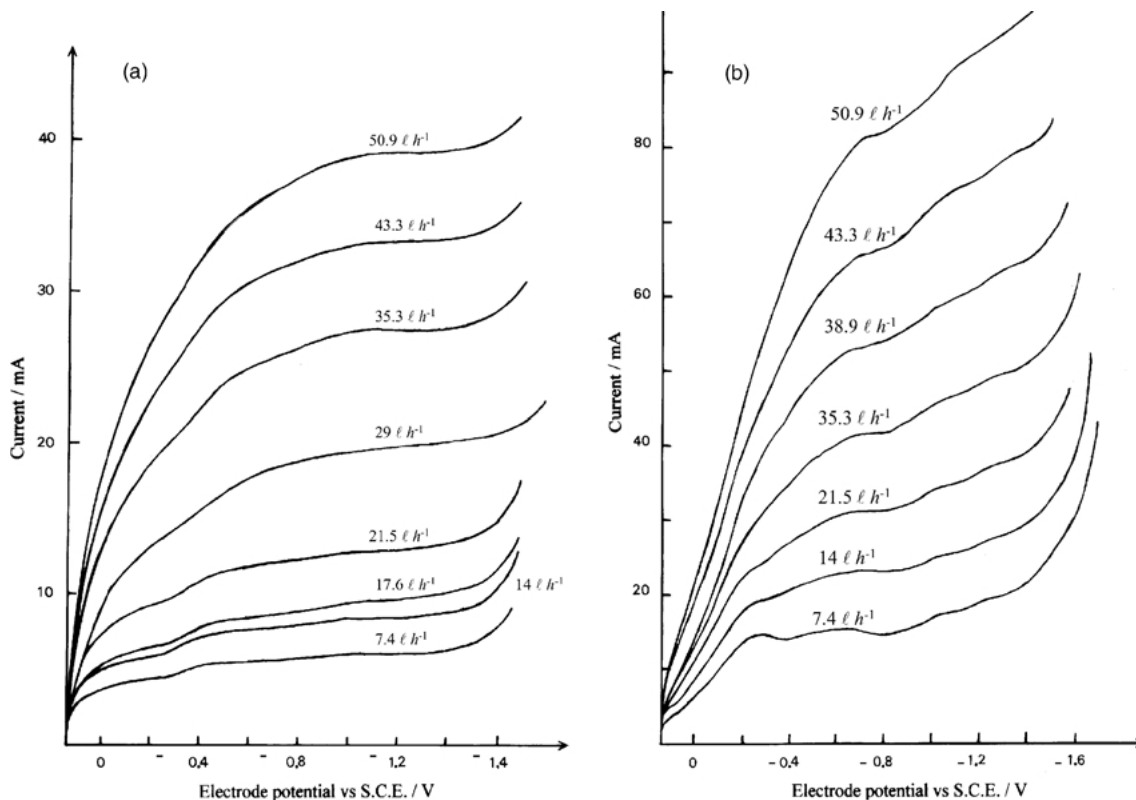 (a)
40
30
20
10
Current / mA
50.9 ℓ h⁻¹
43.3 ℓ h⁻¹
35.3 ℓ h⁻¹
29 ℓ h⁻¹
21.5 ℓ h⁻¹
17.6 ℓ h⁻¹
14 ℓ h⁻¹
7.4 ℓ h⁻¹
0 - 0,4 - 0,8 - 1,0 - 1,4
Electrode potential vs S.C.E. / V
(b)
80
60
40
20
Current / mA
50.9 ℓ h⁻¹
43.3 ℓ h⁻¹
38.9 ℓ h⁻¹
35.3 ℓ h⁻¹
21.5 ℓ h⁻¹
14 ℓ h⁻¹
7.4 ℓ h⁻¹
0 - 0,4 - 0,8 - 1,2 - 1,6
Electrode potential vs S.C.E. / V